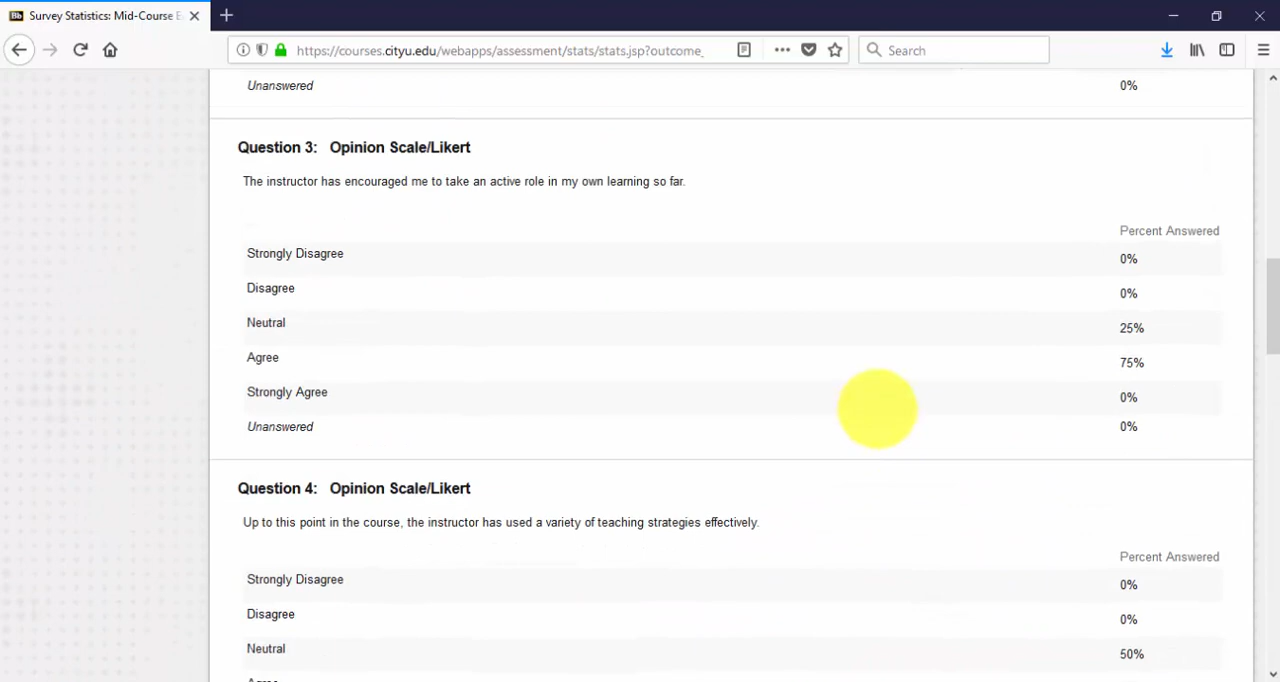 Survey Statistics: Mid-Course
https://courses.cityu.edu/webapps/assessment/stats/stats.jsp?outcome_
Search
Unanswered 0%
Question 3: Opinion Scale/Likert
The instructor has encouraged me to take an active role in my own learning so far.
Percent Answered
Strongly Disagree 0%
Disagree 0%
Neutral 25%
Agree 75%
Strongly Agree 0%
Unanswered 0%
Question 4: Opinion Scale/Likert
Up to this point in the course, the instructor has used a variety of teaching strategies effectively.
Percent Answered
Strongly Disagree 0%
Disagree 0%
Neutral 50%